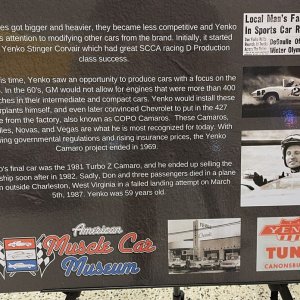 es got bigger and heavier, they became less competitive and Yenko
s attention to modifying other cars from the brand. Initially, it started
Yenko Stinger Corvair which had great SCCA racing D Production
class success.
is time, Yenko saw an opportunity to produce cars with a focus on the
In the 60's, GM would not allow for engines that were more than 400
ches in their intermediate and compact cars. Yenko would install these
rplants himself, and even later convinced Chevrolet to put in the 427
e from the factory, also known as COPO Camaros. These Camaros,
lles, Novas, and Vegas are what he is most recognized for today. With
ning governmental regulations and rising insurance prices, the Yenko
Camaro project ended in 1969.
o's final car was the 1981 Turbo Z Camaro, and he ended up selling the
ship soon after in 1982. Sadly, Don and three passengers died in a plane
n outside Charleston, West Virginia in a failed landing attempt on March
5th, 1987. Yenko was 59 years old.
American
Muscle Car
Museum
Local Man's Fa
In Sports Car R
Winter Olym
YENKO
TUN
CANONSBU